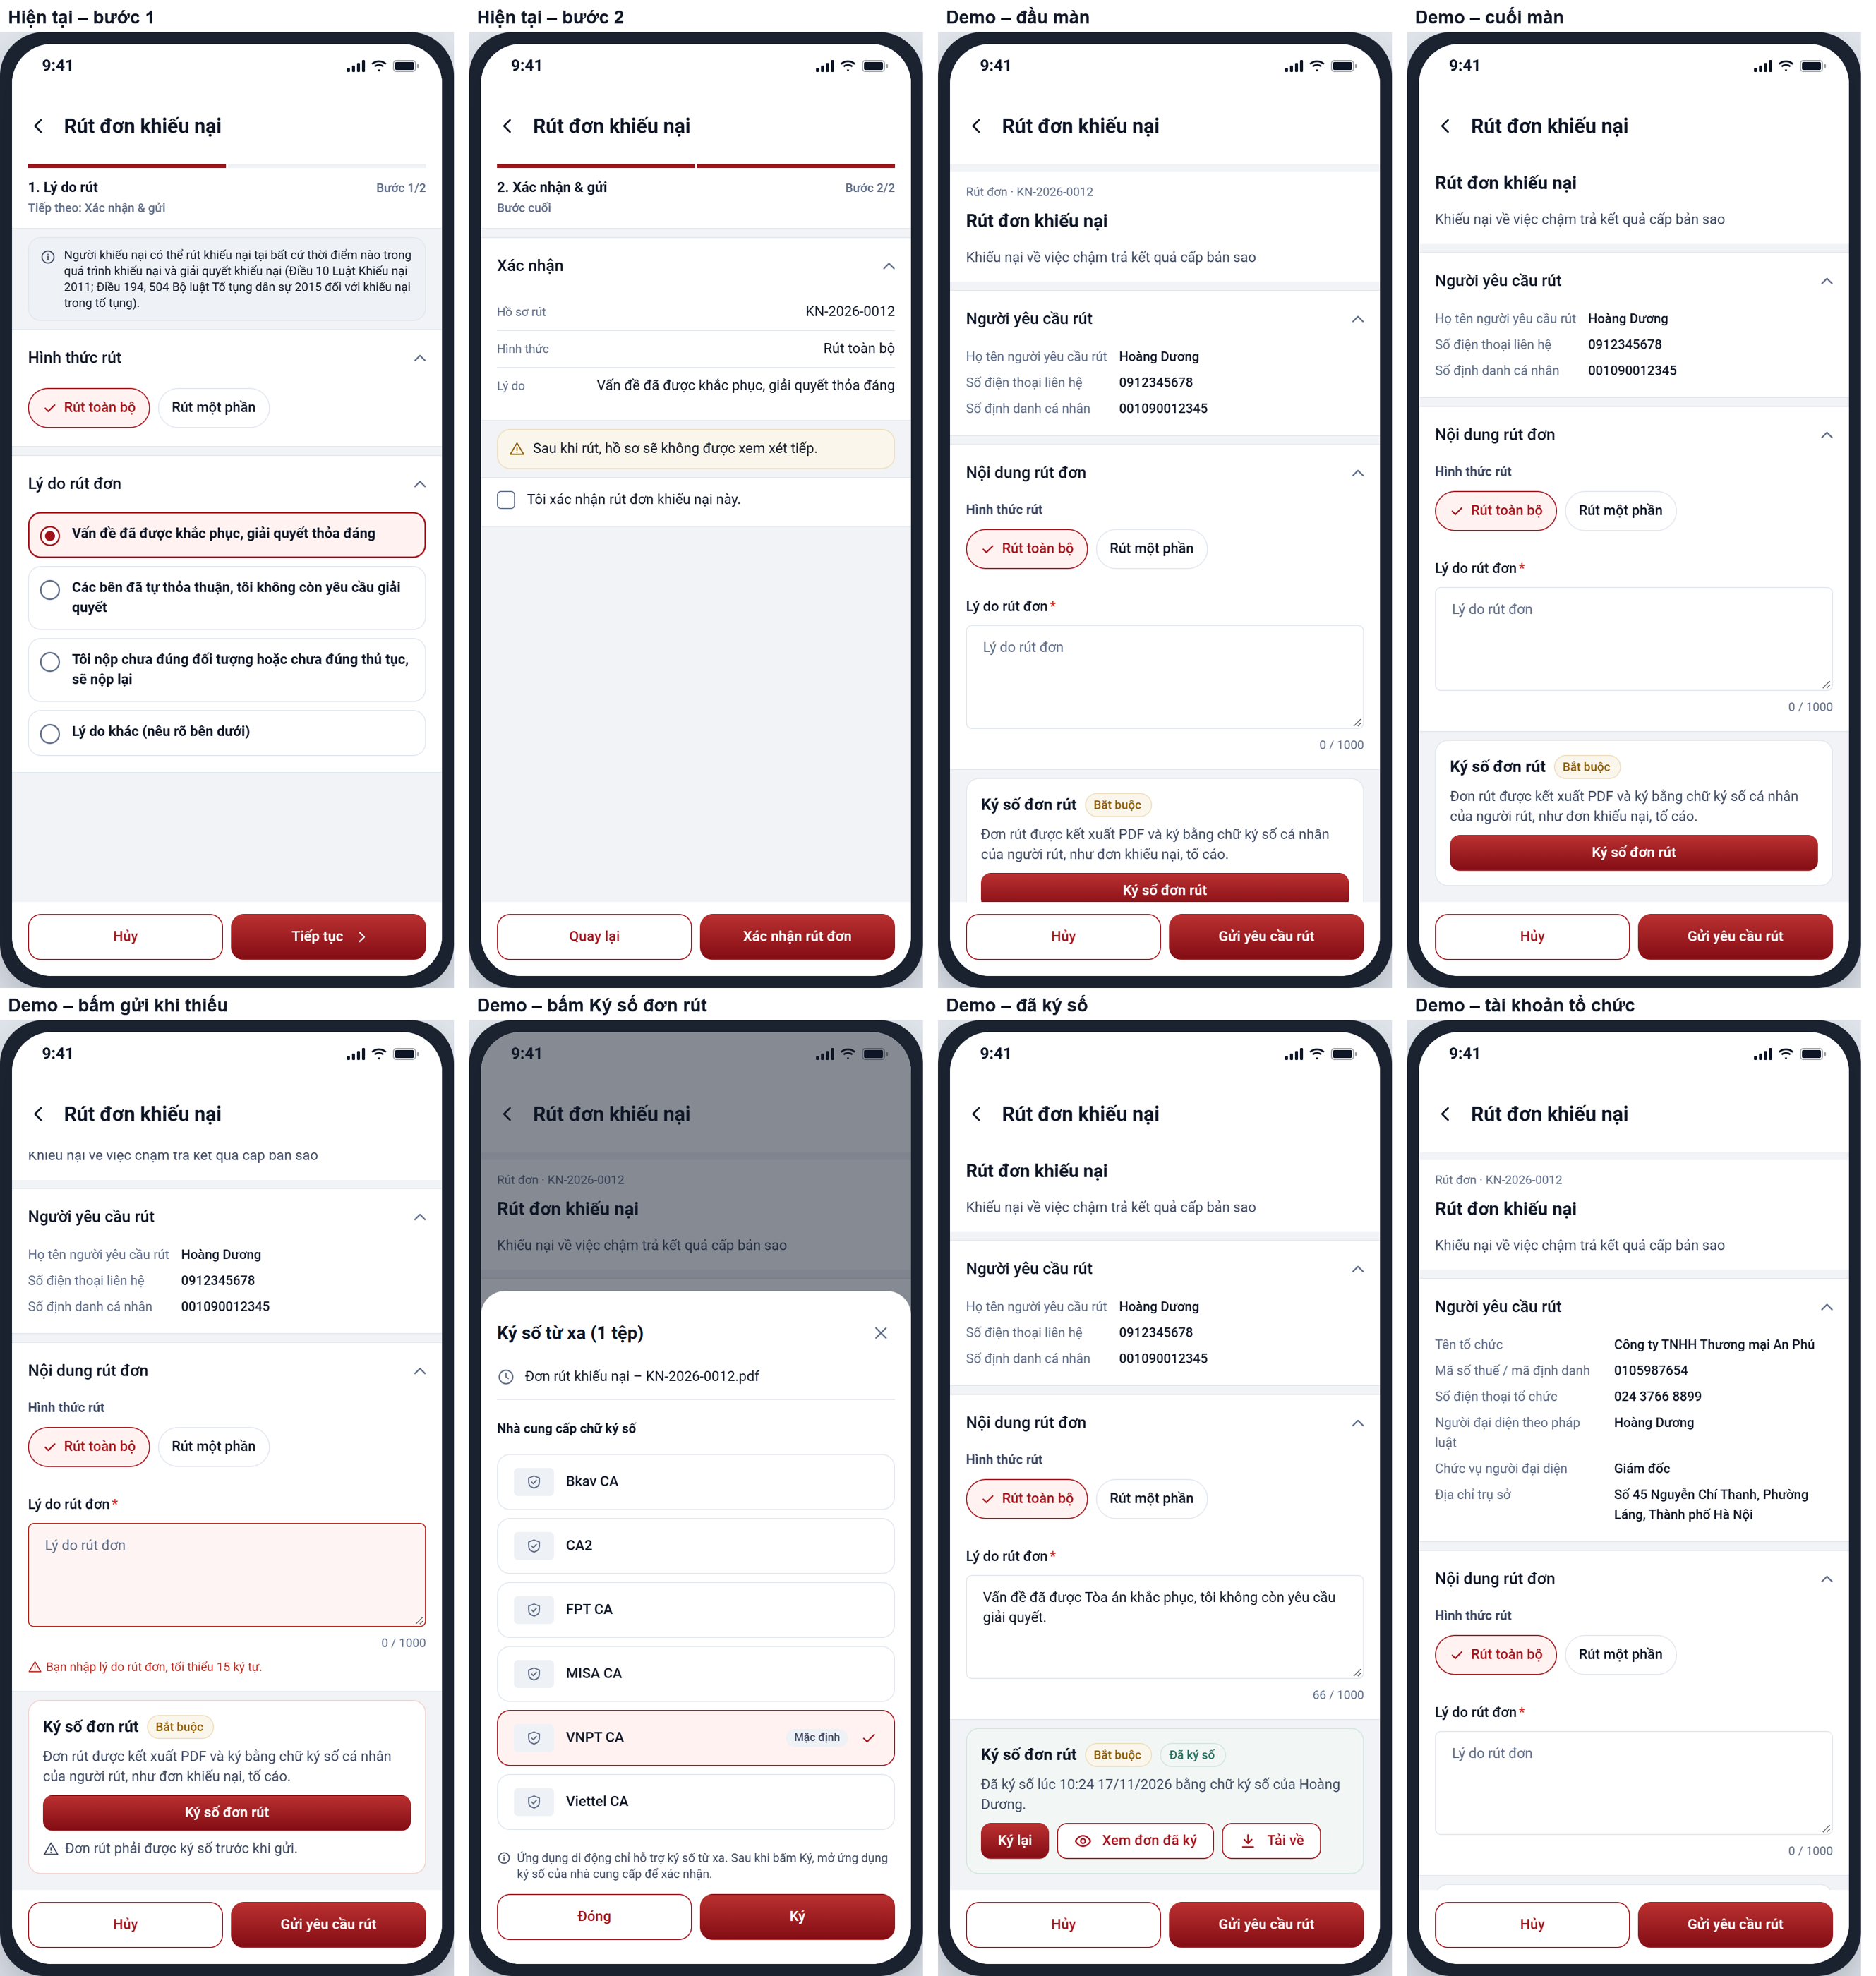 Hiện tại – bước 1
9:41
Rút đơn khiếu nại
1. Lý do rút
Bước 1/2
Tiếp theo: Xác nhận & gửi
Người khiếu nại có thể rút khiếu nại tại bất cứ thời điểm nào trong
quá trình khiếu nại và giải quyết khiếu nại (Điều 10 Luật Khiếu nại
2011; Điều 194, 504 Bộ luật Tố tụng dân sự 2015 đối với khiếu nại
trong tố tụng).
Hình thức rút
Rút toàn bộ
Rút một phần
Lý do rút đơn
Vấn đề đã được khắc phục, giải quyết thỏa đáng
Các bên đã tự thỏa thuận, tôi không còn yêu cầu giải
quyết
Tôi nộp chưa đúng đối tượng hoặc chưa đúng thủ tục,
sẽ nộp lại
Lý do khác (nêu rõ bên dưới)
Hủy
Tiếp tục
Hiện tại – bước 2
9:41
Rút đơn khiếu nại
2. Xác nhận & gửi
Bước 2/2
Bước cuối
Xác nhận
Hồ sơ rút
KN-2026-0012
Hình thức
Rút toàn bộ
Lý do
Vấn đề đã được khắc phục, giải quyết thỏa đáng
Sau khi rút, hồ sơ sẽ không được xem xét tiếp.
Tôi xác nhận rút đơn khiếu nại này.
Quay lại
Xác nhận rút đơn
Demo – đầu màn
9:41
Rút đơn khiếu nại
Rút đơn · KN-2026-0012
Rút đơn khiếu nại
Khiếu nại về việc chậm trả kết quả cấp bản sao
Người yêu cầu rút
Họ tên người yêu cầu rút
Hoàng Dương
Số điện thoại liên hệ
0912345678
Số định danh cá nhân
001090012345
Nội dung rút đơn
Hình thức rút
Rút toàn bộ
Rút một phần
Lý do rút đơn*
Lý do rút đơn
0 / 1000
Ký số đơn rút
Bắt buộc
Đơn rút được kết xuất PDF và ký bằng chữ ký số cá nhân
của người rút, như đơn khiếu nại, tố cáo.
Ký số đơn rút
Hủy
Gửi yêu cầu rút
Demo – cuối màn
9:41
Rút đơn khiếu nại
Rút đơn khiếu nại
Khiếu nại về việc chậm trả kết quả cấp bản sao
Người yêu cầu rút
Họ tên người yêu cầu rút
Hoàng Dương
Số điện thoại liên hệ
0912345678
Số định danh cá nhân
001090012345
Nội dung rút đơn
Hình thức rút
Rút toàn bộ
Rút một phần
Lý do rút đơn*
Lý do rút đơn
0 / 1000
Ký số đơn rút
Bắt buộc
Đơn rút được kết xuất PDF và ký bằng chữ ký số cá nhân
của người rút, như đơn khiếu nại, tố cáo.
Ký số đơn rút
Hủy
Gửi yêu cầu rút
Demo – bấm gửi khi thiếu
9:41
Rút đơn khiếu nại
Khiếu nại về việc chậm trả kết quả cấp bản sao
Người yêu cầu rút
Họ tên người yêu cầu rút
Hoàng Dương
Số điện thoại liên hệ
0912345678
Số định danh cá nhân
001090012345
Nội dung rút đơn
Hình thức rút
Rút toàn bộ
Rút một phần
Lý do rút đơn*
Lý do rút đơn
0 / 1000
Bạn nhập lý do rút đơn, tối thiểu 15 ký tự.
Ký số đơn rút
Bắt buộc
Đơn rút được kết xuất PDF và ký bằng chữ ký số cá nhân
của người rút, như đơn khiếu nại, tố cáo.
Ký số đơn rút
Đơn rút phải được ký số trước khi gửi.
Hủy
Gửi yêu cầu rút
Demo – bấm Ký số đơn rút
9:41
Rút đơn khiếu nại
Rút đơn · KN-2026-0012
Rút đơn khiếu nại
Khiếu nại về việc chậm trả kết quả cấp bản sao
Ký số từ xa (1 tệp)
Đơn rút khiếu nại – KN-2026-0012.pdf
Nhà cung cấp chữ ký số
Bkav CA
CA2
FPT CA
MISA CA
VNPT CA
Mặc định
Viettel CA
Ứng dụng di động chỉ hỗ trợ ký số từ xa. Sau khi bấm Ký, mở ứng dụng
ký số của nhà cung cấp để xác nhận.
Đóng
Ký
Demo – đã ký số
9:41
Rút đơn khiếu nại
Rút đơn khiếu nại
Khiếu nại về việc chậm trả kết quả cấp bản sao
Người yêu cầu rút
Họ tên người yêu cầu rút
Hoàng Dương
Số điện thoại liên hệ
0912345678
Số định danh cá nhân
001090012345
Nội dung rút đơn
Hình thức rút
Rút toàn bộ
Rút một phần
Lý do rút đơn*
Vấn đề đã được Tòa án khắc phục, tôi không còn yêu cầu
giải quyết.
66 / 1000
Ký số đơn rút
Bắt buộc
Đã ký số
Đã ký số lúc 10:24 17/11/2026 bằng chữ ký số của Hoàng
Dương.
Ký lại
Xem đơn đã ký
Tải về
Hủy
Gửi yêu cầu rút
Demo – tài khoản tổ chức
9:41
Rút đơn khiếu nại
Rút đơn · KN-2026-0012
Rút đơn khiếu nại
Khiếu nại về việc chậm trả kết quả cấp bản sao
Người yêu cầu rút
Tên tổ chức
Công ty TNHH Thương mại An Phú
Mã số thuế / mã định danh
0105987654
Số điện thoại tổ chức
024 3766 8899
Người đại diện theo pháp
luật
Hoàng Dương
Chức vụ người đại diện
Giám đốc
Địa chỉ trụ sở
Số 45 Nguyễn Chí Thanh, Phường
Láng, Thành phố Hà Nội
Nội dung rút đơn
Hình thức rút
Rút toàn bộ
Rút một phần
Lý do rút đơn*
Lý do rút đơn
0 / 1000
Hủy
Gửi yêu cầu rút